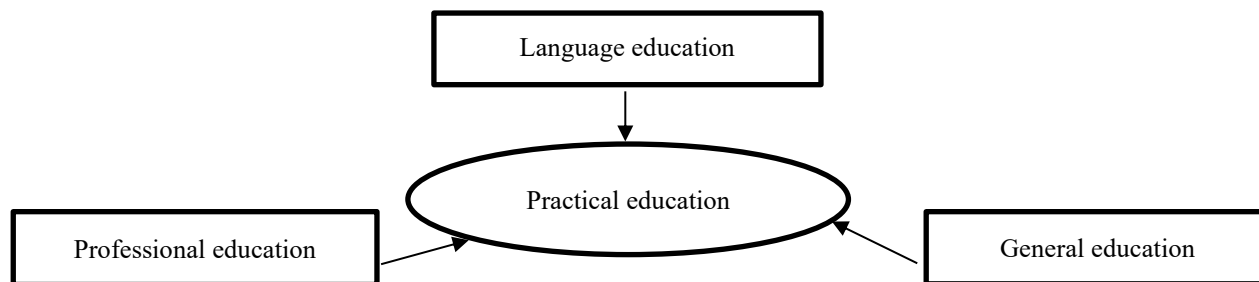 Language education
Practical education
Professional education
General education